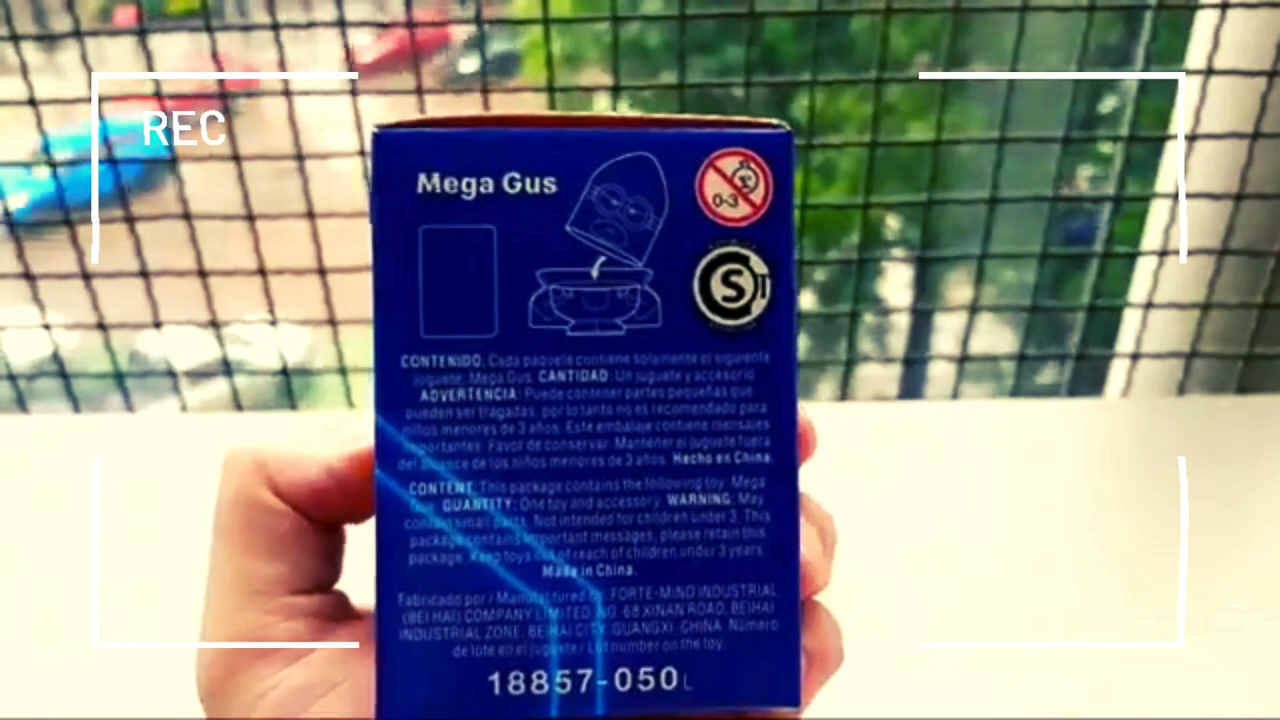 REC
Mega Gus
0-3
S
CONTENIDO. Cada paquete contiene solamente el siguiente
juguete: Mega Gus. CANTIDAD: Un juguete y accesorio.
ADVERTENCIA: Puede contener partes pequeñas que
pueden ser tragadas, por lo tanto no es recomendado para
niños menores de 3 años. Este embalaje contiene mensajes
importantes. Favor de conservar. Mantener el juguete fuera
del alcance de los niños menores de 3 años. Hecho en China.
CONTENT. This package contains the following toy: Mega
Gus. QUANTITY: One toy and accessory. WARNING: May
contain small parts. Not intended for children under 3. This
package contains important messages, please retain this
package. Keep toys out of reach of children under 3 years.
Made in China.
Fabricado por / Manufactured by: FORTE-MIND INDUSTRIAL
(BEI HAI) COMPANY LIMITED, NO. 68 XINAN ROAD, BEIHAI
INDUSTRIAL ZONE, BEIHAI CITY, GUANGXI, CHINA. Número
de lote en el juguete / Lot number on the toy.
18857-050L